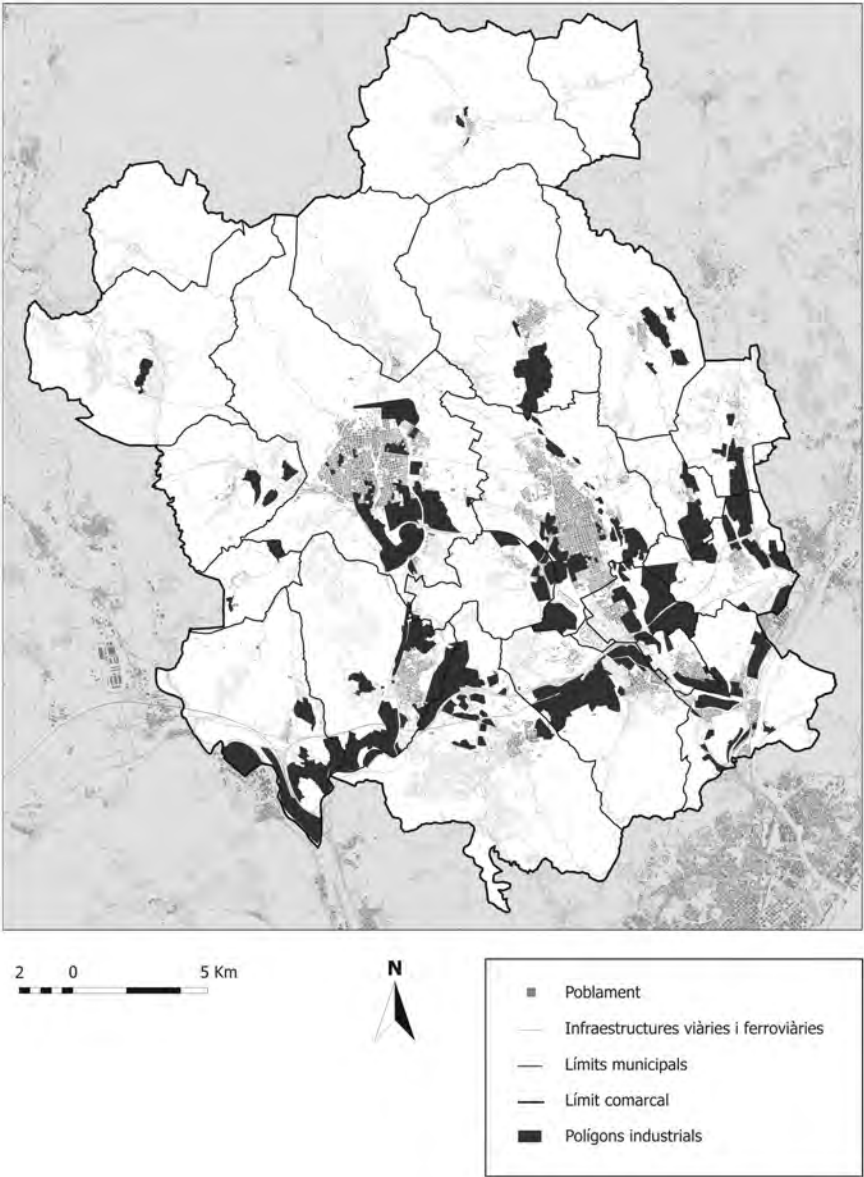 2 0 5 Km
N
Poblament
Infraestructures viàries i ferroviàries
Límits municipals
Límit comarcal
Polígons industrials